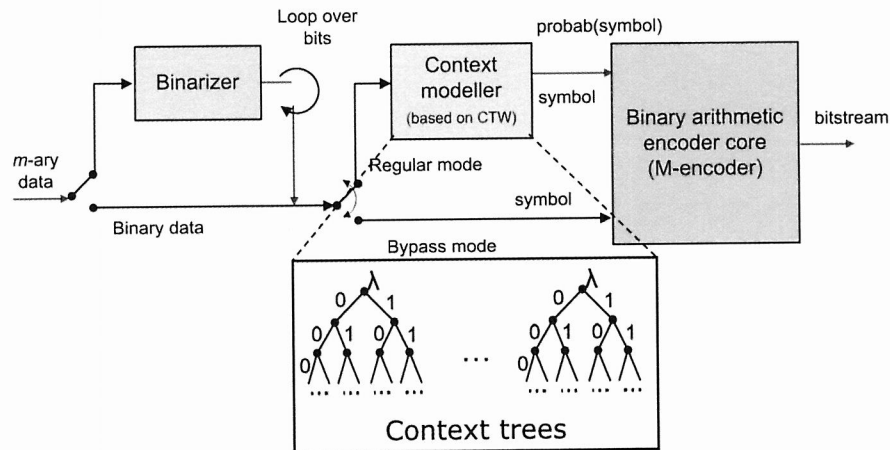 Loop over
bits
Binarizer
Context
modeller
(based on CTW)
probab(symbol)
symbol
Binary arithmetic
encoder core
(M-encoder)
bitstream
m-ary
data
Regular mode
Binary data
symbol
Bypass mode
λ
0 1
0 1 0 1
0
...
λ
0 1
0 1 0 1
0
... ... ... ...
... ... ... ...
Context trees